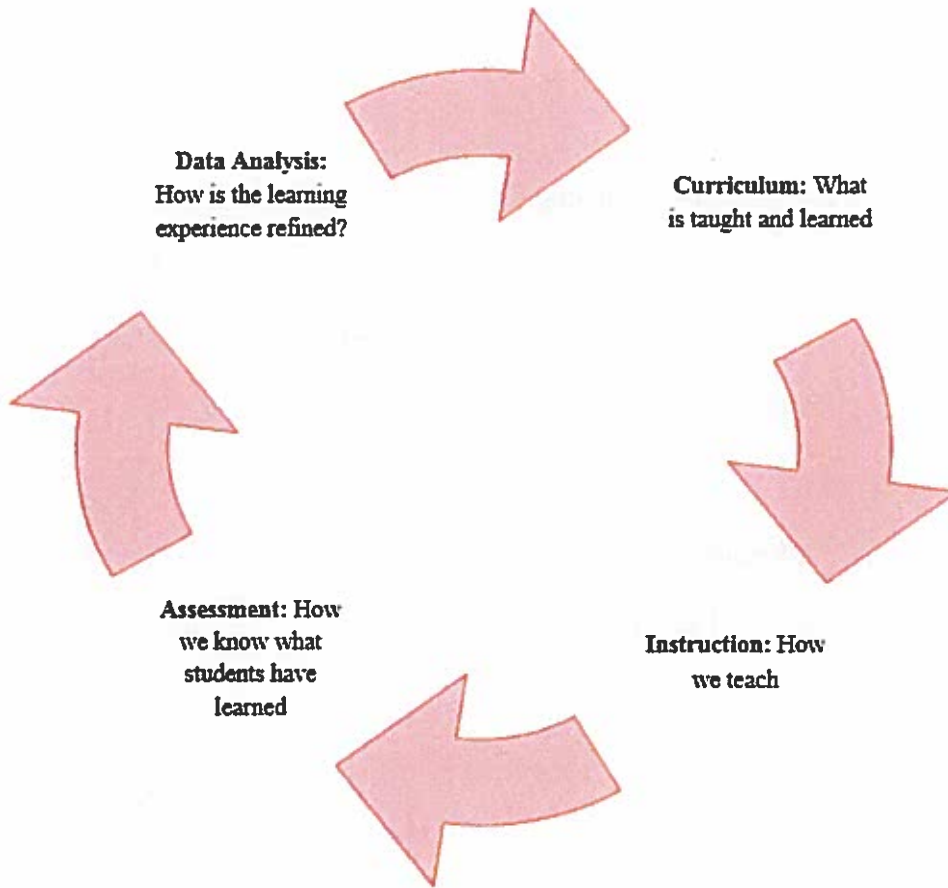 Data Analysis:
How is the learning
experience refined?
Curriculum: What
is taught and learned
Instruction: How
we teach
Assessment: How
we know what
students have
learned